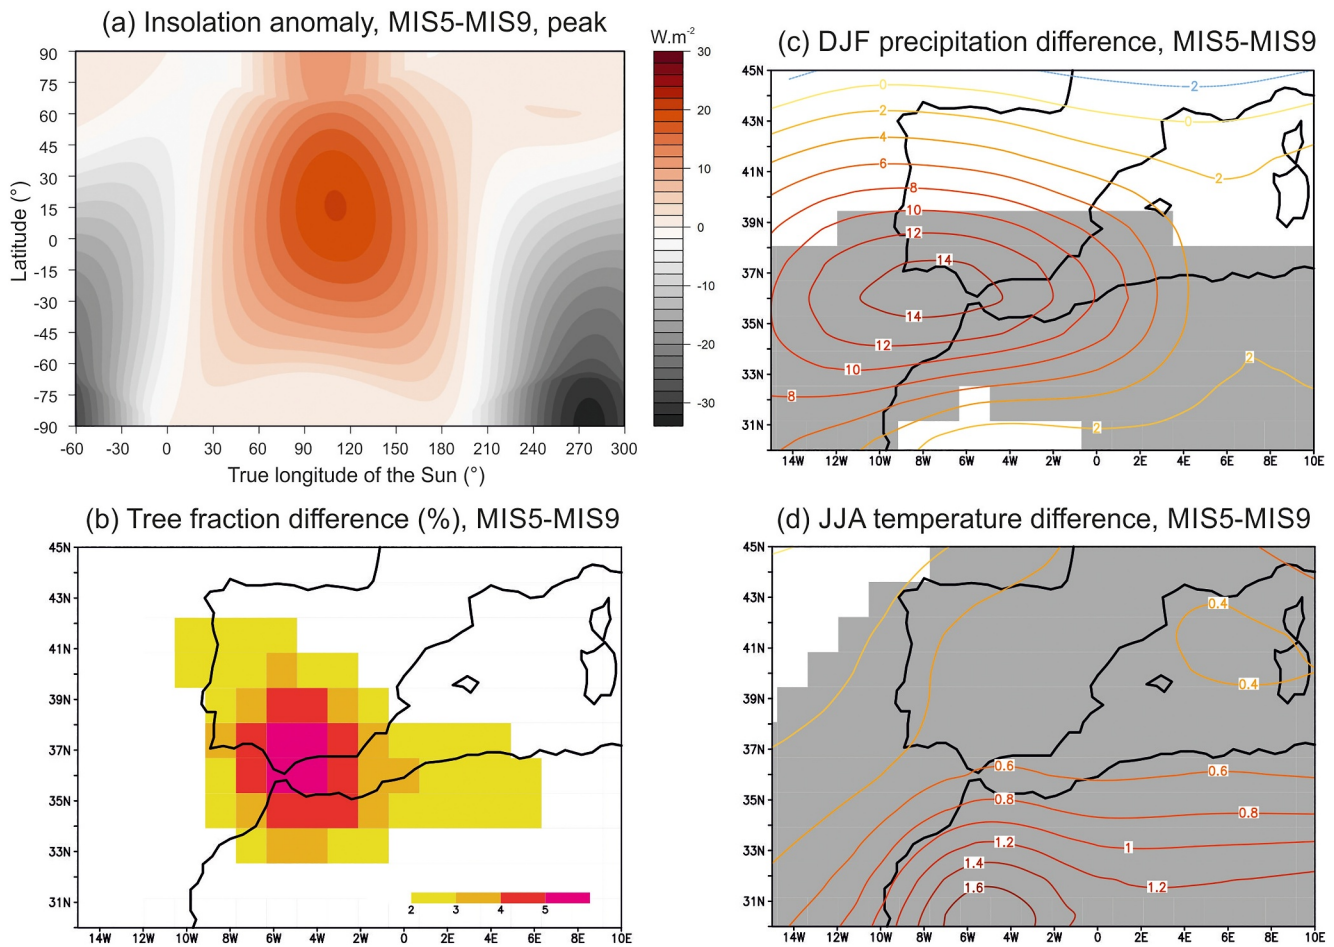 (a) Insolation anomaly, MIS5-MIS9, peak
W.m-2
90
75
60
45
30
15
0
-15
-30
-45
-60
-75
-90
Latitude (°)
-60 -30 0 30 60 90 120 150 180 210 240 270 300
True longitude of the Sun (°)
30
20
10
0
-10
-20
-30
(c) DJF precipitation difference, MIS5-MIS9
45N
43N
41N
39N
37N
35N
33N
31N
0
-2
2
0
4
6
2
8
10
12
14
14
12
10
8
2
2
14W 12W 10W 8W 6W 4W 2W 0 2E 4E 6E 8E 10E
(b) Tree fraction difference (%), MIS5-MIS9
45N
43N
41N
39N
37N
35N
33N
31N
2 3 4 5
14W 12W 10W 8W 6W 4W 2W 0 2E 4E 6E 8E 10E
(d) JJA temperature difference, MIS5-MIS9
45N
43N
41N
39N
37N
35N
33N
31N
0.4
0.4
0.6
0.6
0.8
0.8
1.2
1
1.4
1.2
1.6
14W 12W 10W 8W 6W 4W 2W 0 2E 4E 6E 8E 10E